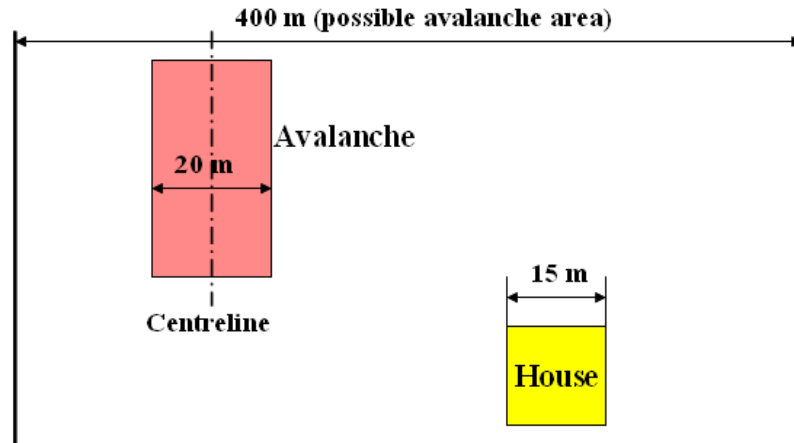 400 m (possible avalanche area)
Avalanche
20 m
Centreline
15 m
House